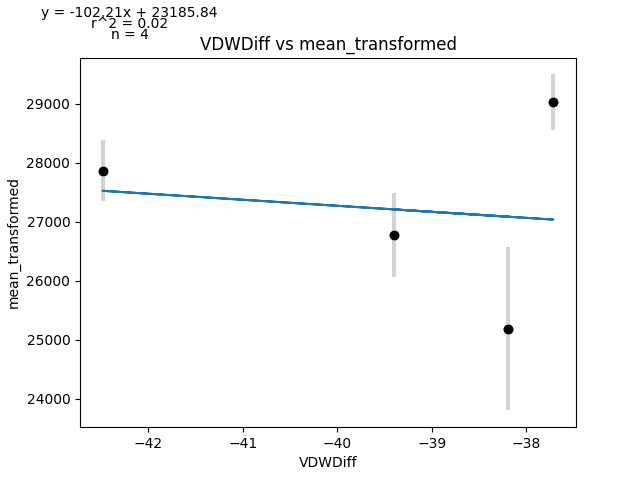 y = -102.21x + 23185.84
r^2 = 0.02
n = 4
VDWDiff vs mean_transformed
mean_transformed
29000
28000
27000
26000
25000
24000
−42
−41
−40
−39
−38
VDWDiff